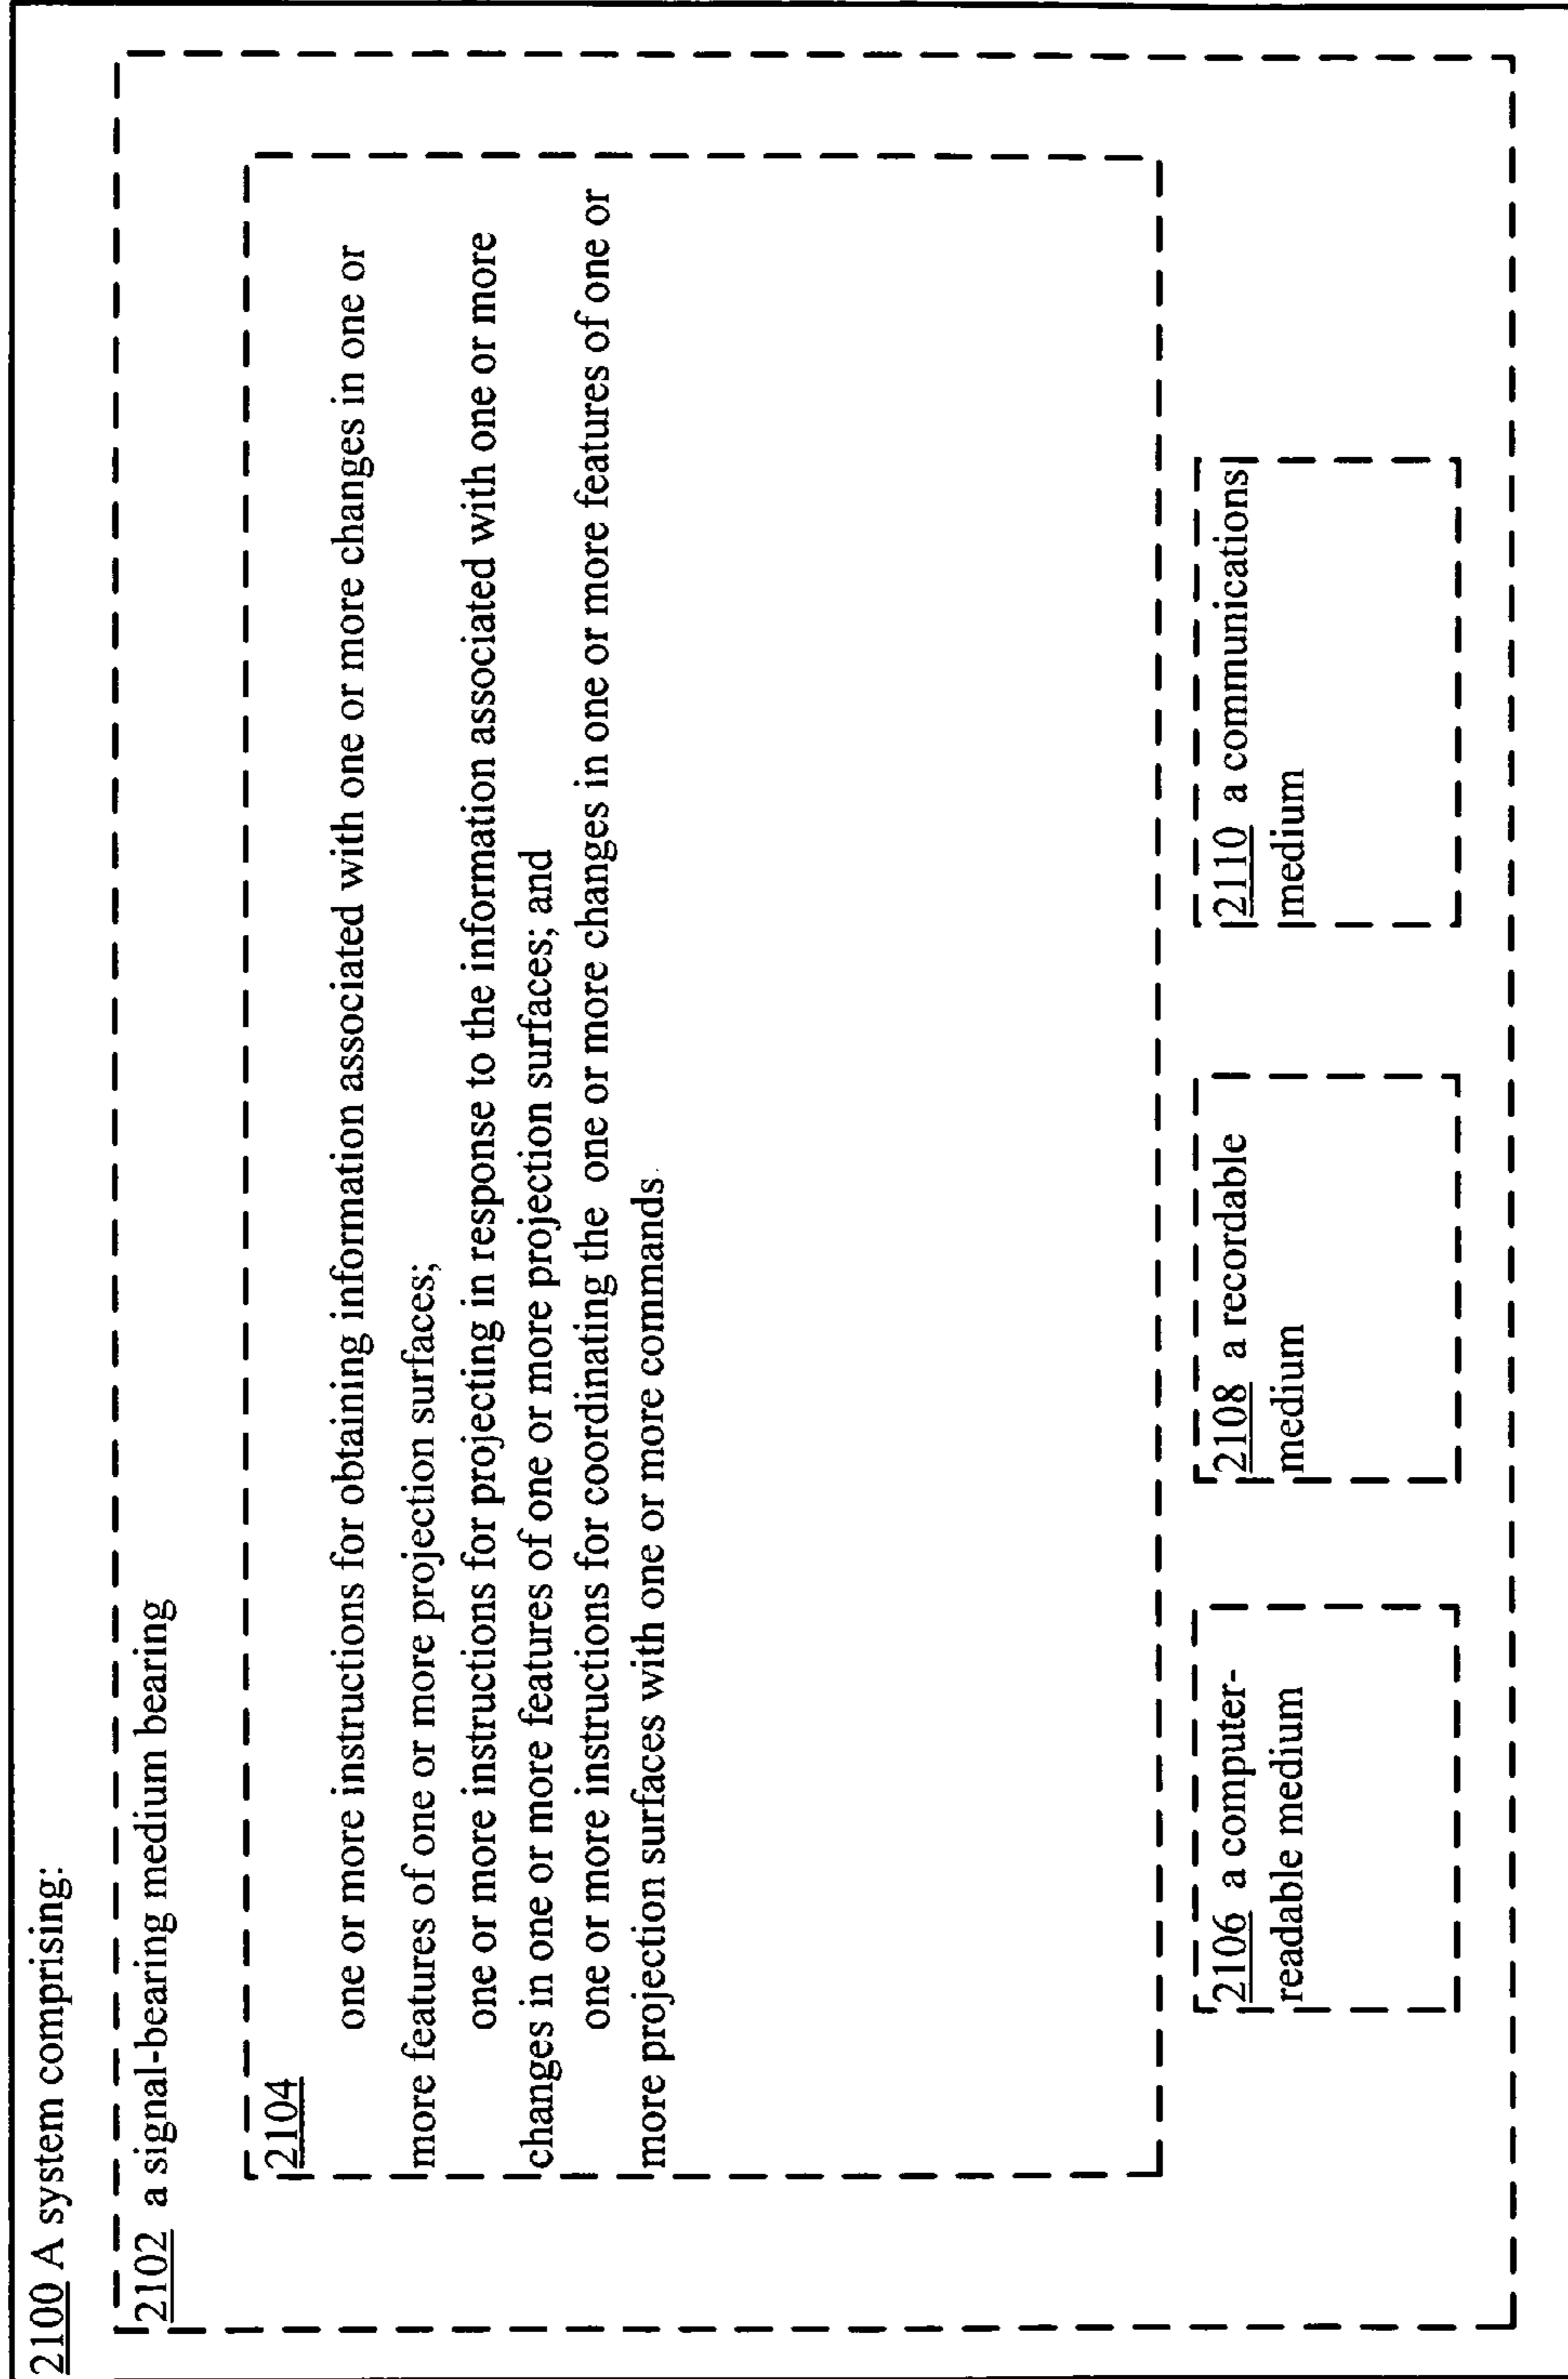 2100 A system comprising:
2102 a signal-bearing medium bearing
2104
one or more instructions for obtaining information associated with one or more changes in one or
more features of one or more projection surfaces;
one or more instructions for projecting in response to the information associated with one or more
changes in one or more features of one or more projection surfaces; and
one or more instructions for coordinating the one or more changes in one or more features of one or
more projection surfaces with one or more commands
2106 a computer-
readable medium
2108 a recordable
medium
2110 a communications
medium